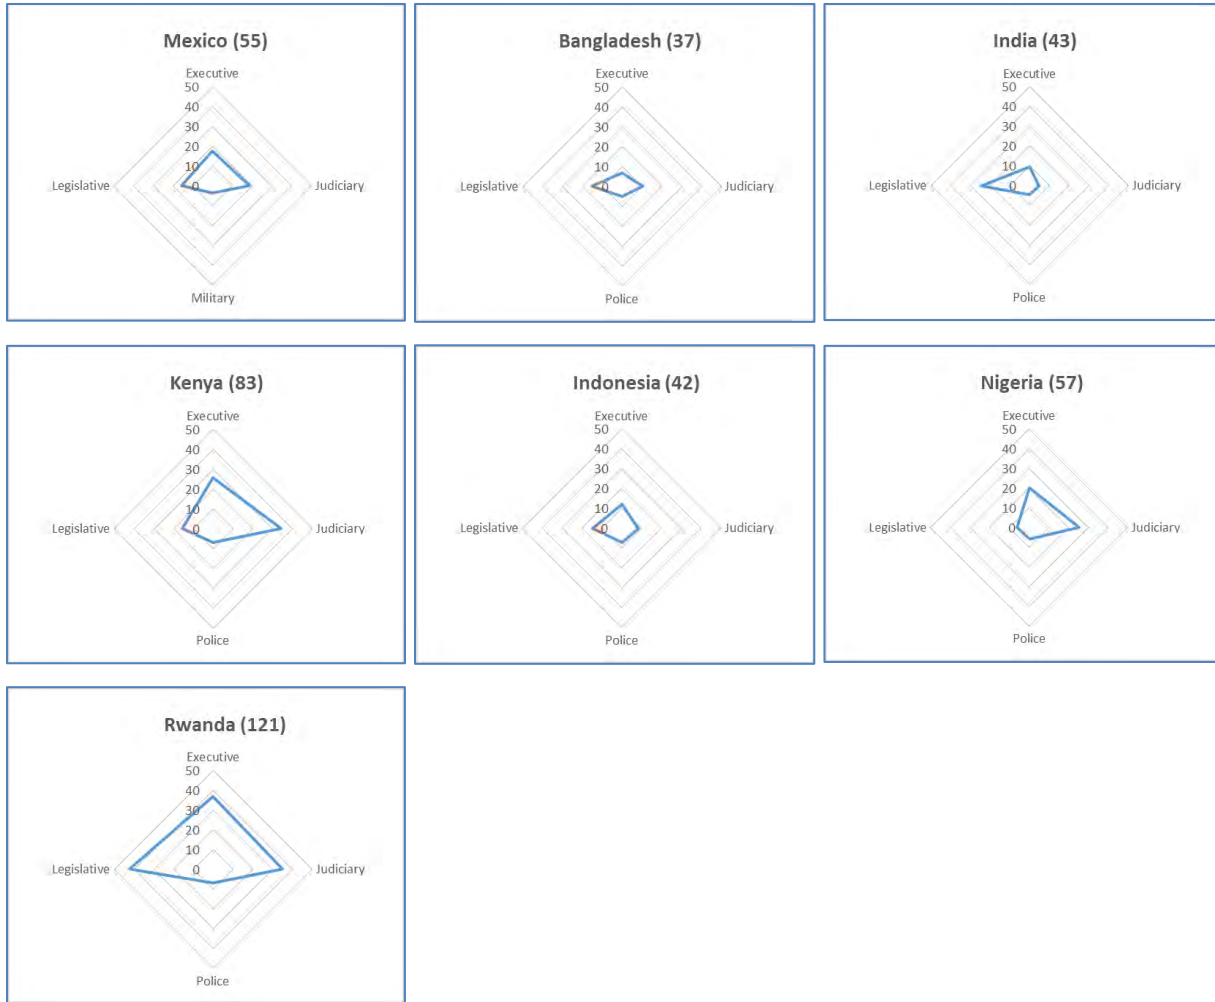 Mexico (55)
Executive
50
40
30
20
10
0
Legislative
Judiciary
Military
Bangladesh (37)
Executive
50
40
30
20
10
0
Legislative
Judiciary
Police
India (43)
Executive
50
40
30
20
10
0
Legislative
Judiciary
Police
Kenya (83)
Executive
50
40
30
20
10
0
Legislative
Judiciary
Police
Indonesia (42)
Executive
50
40
30
20
10
0
Legislative
Judiciary
Police
Nigeria (57)
Executive
50
40
30
20
10
0
Legislative
Judiciary
Police
Rwanda (121)
Executive
50
40
30
20
10
0
Legislative
Judiciary
Police